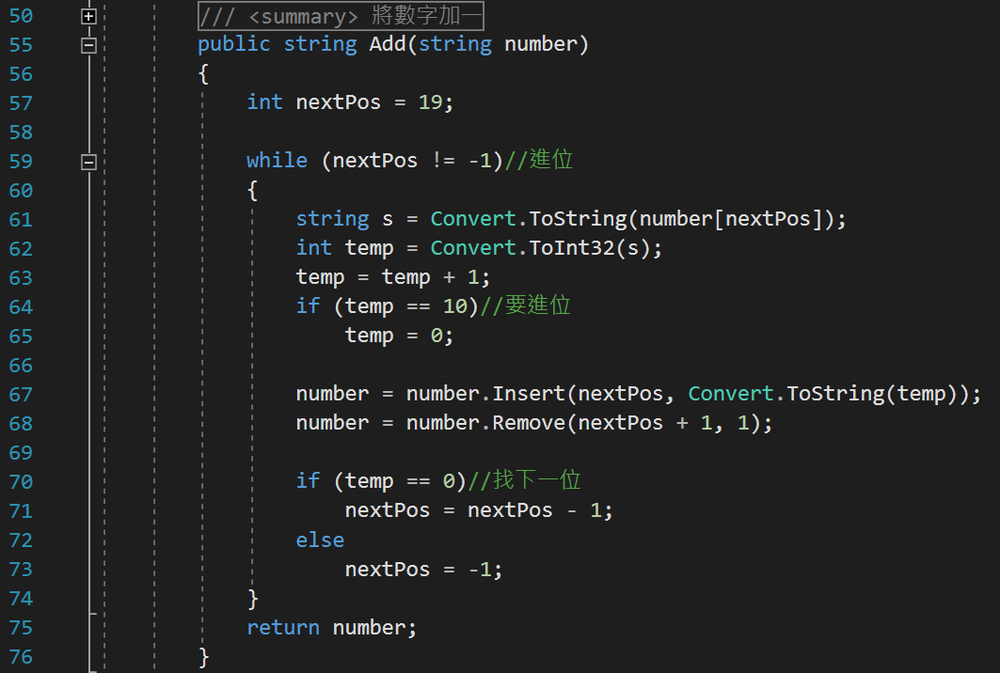 50 /// <summary> 將數字加一
55 public string Add(string number)
56 {
57 int nextPos = 19;
58
59 while (nextPos != -1)//進位
60 {
61 string s = Convert.ToString(number[nextPos]);
62 int temp = Convert.ToInt32(s);
63 temp = temp + 1;
64 if (temp == 10)//要進位
65 temp = 0;
66
67 number = number.Insert(nextPos, Convert.ToString(temp));
68 number = number.Remove(nextPos + 1, 1);
69
70 if (temp == 0)//找下一位
71 nextPos = nextPos - 1;
72 else
73 nextPos = -1;
74 }
75 return number;
76 }